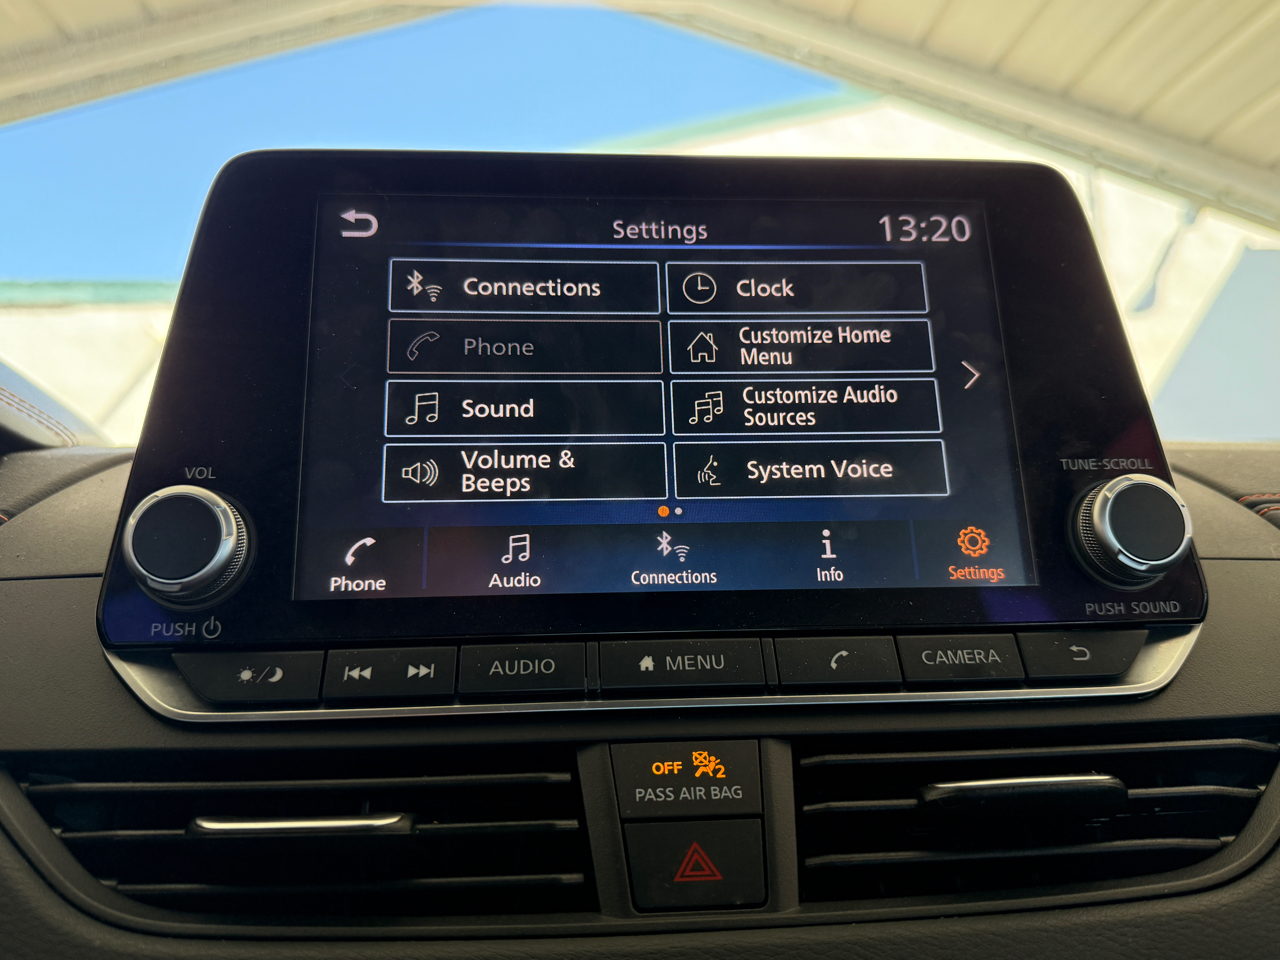 Settings
13:20
Connections
Clock
Phone
Customize Home
Menu
Sound
Customize Audio
Sources
Volume &
Beeps
System Voice
Phone
Audio
Connections
Info
Settings
VOL
PUSH
TUNE·SCROLL
PUSH SOUND
AUDIO
MENU
CAMERA
OFF 2
PASS AIR BAG